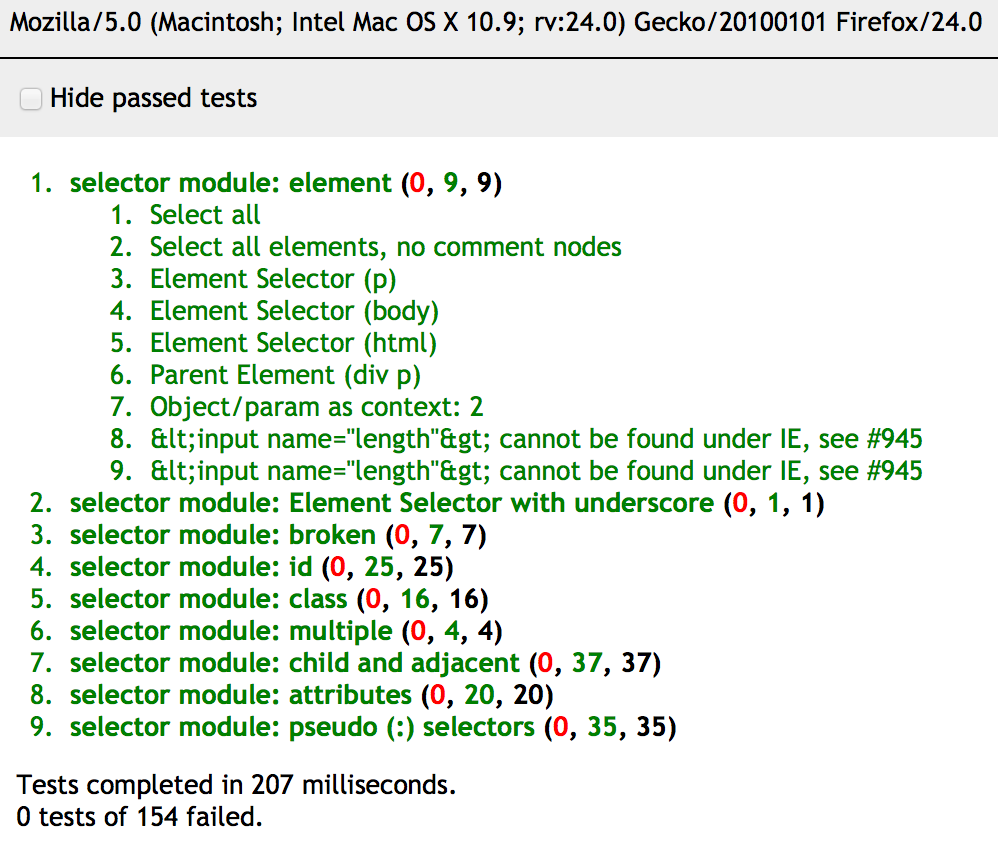 Mozilla/5.0 (Macintosh; Intel Mac OS X 10.9; rv:24.0) Gecko/20100101 Firefox/24.0
Hide passed tests
1. selector module: element (0, 9, 9)
1. Select all
2. Select all elements, no comment nodes
3. Element Selector (p)
4. Element Selector (body)
5. Element Selector (html)
6. Parent Element (div p)
7. Object/param as context: 2
8. &lt;input name="length"&gt; cannot be found under IE, see #945
9. &lt;input name="length"&gt; cannot be found under IE, see #945
2. selector module: Element Selector with underscore (0, 1, 1)
3. selector module: broken (0, 7, 7)
4. selector module: id (0, 25, 25)
5. selector module: class (0, 16, 16)
6. selector module: multiple (0, 4, 4)
7. selector module: child and adjacent (0, 37, 37)
8. selector module: attributes (0, 20, 20)
9. selector module: pseudo (:) selectors (0, 35, 35)
Tests completed in 207 milliseconds.
0 tests of 154 failed.